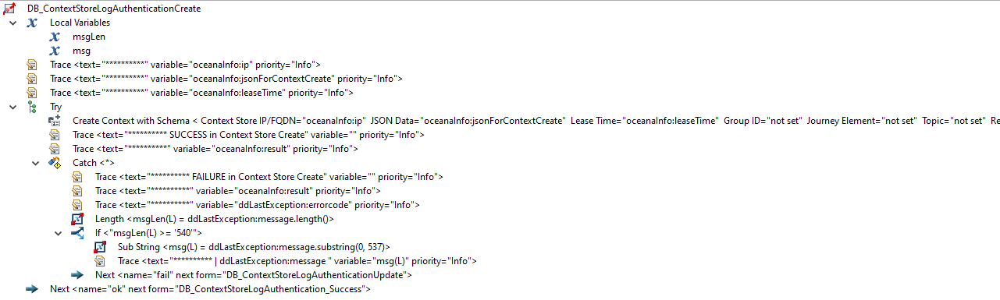 DB_ContextStoreLogAuthenticationCreate
Local Variables
msgLen
msg
Trace <text="**********" variable="oceanaInfo:ip" priority="Info">
Trace <text="**********" variable="oceanaInfo:jsonForContextCreate" priority="Info">
Trace <text="**********" variable="oceanaInfo:leaseTime" priority="Info">
Try
Create Context with Schema < Context Store IP/FQDN="oceanaInfo:ip" JSON Data="oceanaInfo:jsonForContextCreate" Lease Time="oceanaInfo:leaseTime" Group ID="not set" Journey Element="not set" Topic="not set" Re
Trace <text="********** SUCCESS in Context Store Create" variable="" priority="Info">
Trace <text="**********" variable="oceanaInfo:result" priority="Info">
Catch <*>
Trace <text="********** FAILURE in Context Store Create" variable="" priority="Info">
Trace <text="**********" variable="oceanaInfo:result" priority="Info">
Trace <text="**********" variable="ddLastException:errorcode" priority="Info">
Length <msgLen(L) = ddLastException:message.length()>
If <"msgLen(L) >= '540'">
Sub String <msg(L) = ddLastException:message.substring(0, 537)>
Trace <text="********** | ddLastException:message " variable="msg(L)" priority="Info">
Next <name="fail" next form="DB_ContextStoreLogAuthenticationUpdate">
Next <name="ok" next form="DB_ContextStoreLogAuthentication_Success">